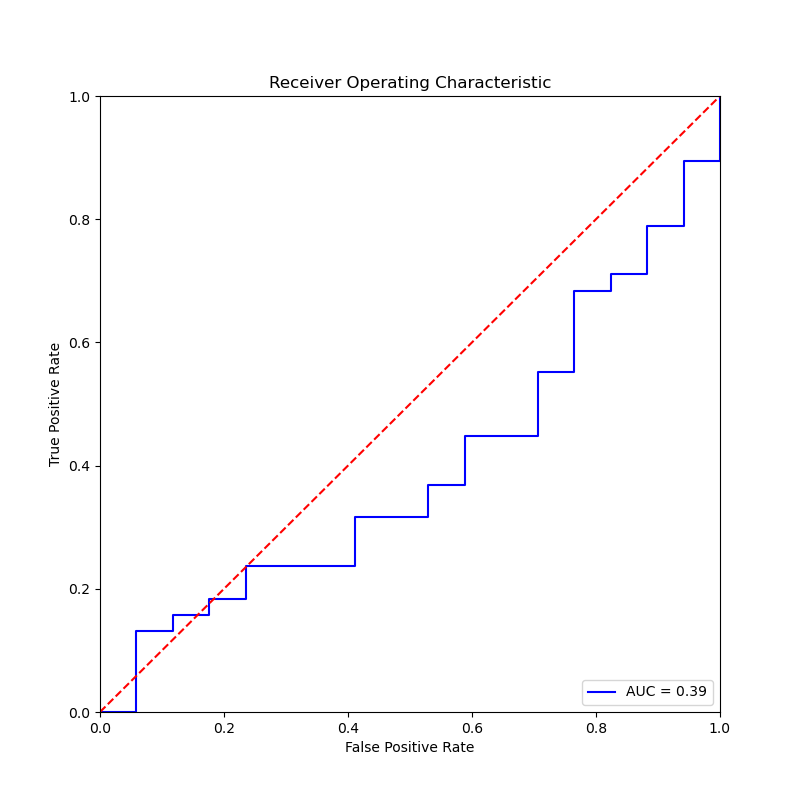 Receiver Operating Characteristic
1.0
0.8
0.6
0.4
0.2
0.0
True Positive Rate
AUC = 0.39
0.0 0.2 0.4 0.6 0.8 1.0
False Positive Rate